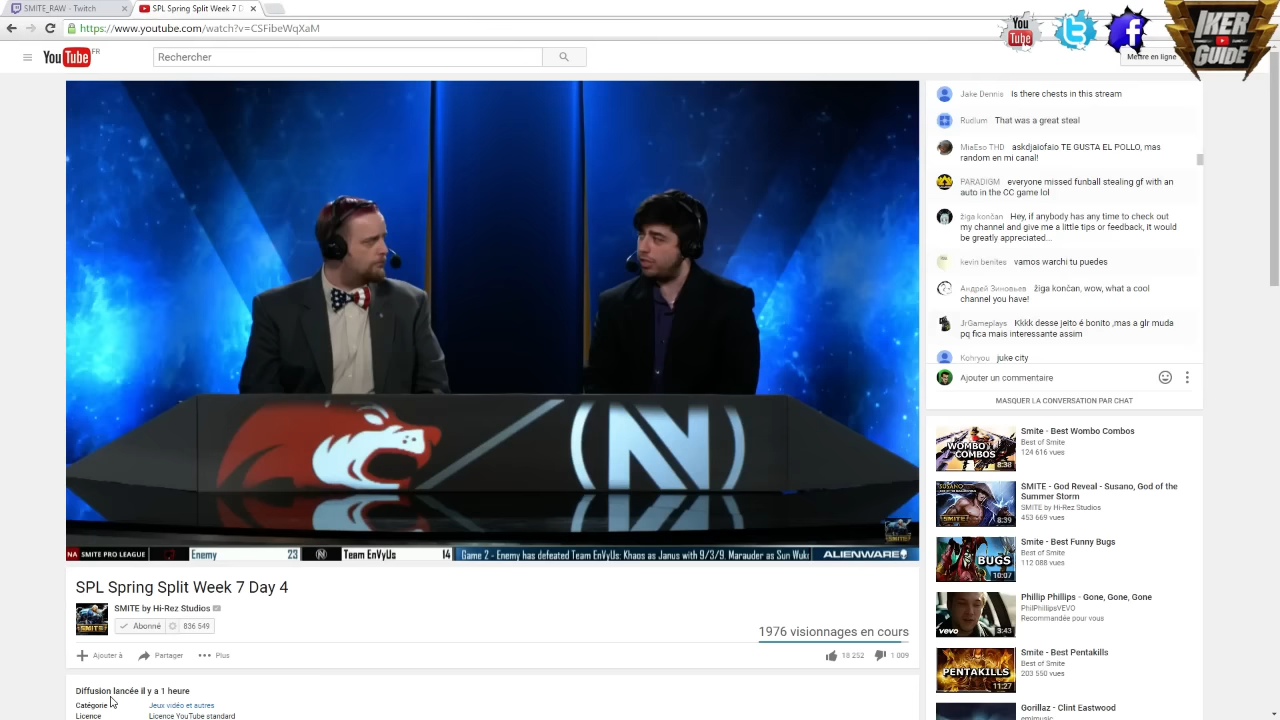 SMITE_RAW - Twitch
SPL Spring Split Week 7 D
https://www.youtube.com/watch?v=CSFibeWqXaM
You Tube
IKER
GUIDE
You Tube FR
Rechercher
Mettre en ligne
Jake Dennis Is there chests in this stream
Rudlum That was a great steal
MiaEso THD askdjaiofaio TE GUSTA EL POLLO, mas
random en mi canal!
PARADIGM everyone missed funball stealing gf with an
auto in the CC game lol
žiga končan Hey, if anybody has any time to check out
my channel and give me a little tips or feedback, it would
be greatly appreciated...
kevin benites vamos warchi tu puedes
Андрей Зиновьев žiga končan, wow, what a cool
channel you have!
JrGameplays Kkkk desse jeito é bonito ,mas a glr muda
pq fica mais interessante assim
Kohryou juke city
Ajouter un commentaire
MASQUER LA CONVERSATION PAR CHAT
NA SMITE PRO LEAGUE Enemy 23 Team EnVyUs 14 Game 2 - Enemy has defeated Team EnVyUs: Khaos as Janus with 9/3/9. Marauder as Sun Wuk ALIENWARE
SPL Spring Split Week 7 Day 4
SMITE by Hi-Rez Studios
Abonné 836 549
1976 visionnages en cours
Ajouter à Partager Plus 18 252 1 009
Diffusion lancée il y a 1 heure
Catégorie Jeux vidéo et autres
Licence Licence YouTube standard
WOMBO
COMBOS
8:38
Smite - Best Wombo Combos
Best of Smite
124 616 vues
SUSANO
SMITE
8:39
SMITE - God Reveal - Susano, God of the
Summer Storm
SMITE by Hi-Rez Studios
453 669 vues
BUGS
10:07
Smite - Best Funny Bugs
Best of Smite
112 088 vues
vevo
3:43
Phillip Phillips - Gone, Gone, Gone
PhilPhillipsVEVO
Recommandée pour vous
PENTAKILLS
11:27
Smite - Best Pentakills
Best of Smite
203 550 vues
Gorillaz - Clint Eastwood
emimusic